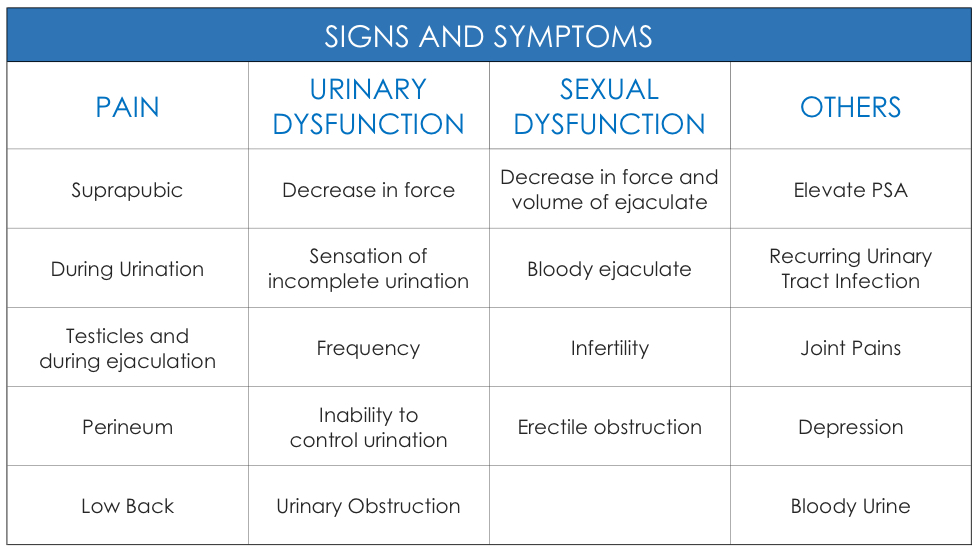 SIGNS AND SYMPTOMS
PAIN
URINARY
DYSFUNCTION
SEXUAL
DYSFUNCTION
OTHERS
Suprapubic
Decrease in force
Decrease in force and
volume of ejaculate
Elevate PSA
During Urination
Sensation of
incomplete urination
Bloody ejaculate
Recurring Urinary
Tract Infection
Testicles and
during ejaculation
Frequency
Infertility
Joint Pains
Perineum
Inability to
control urination
Erectile obstruction
Depression
Low Back
Urinary Obstruction
Bloody Urine